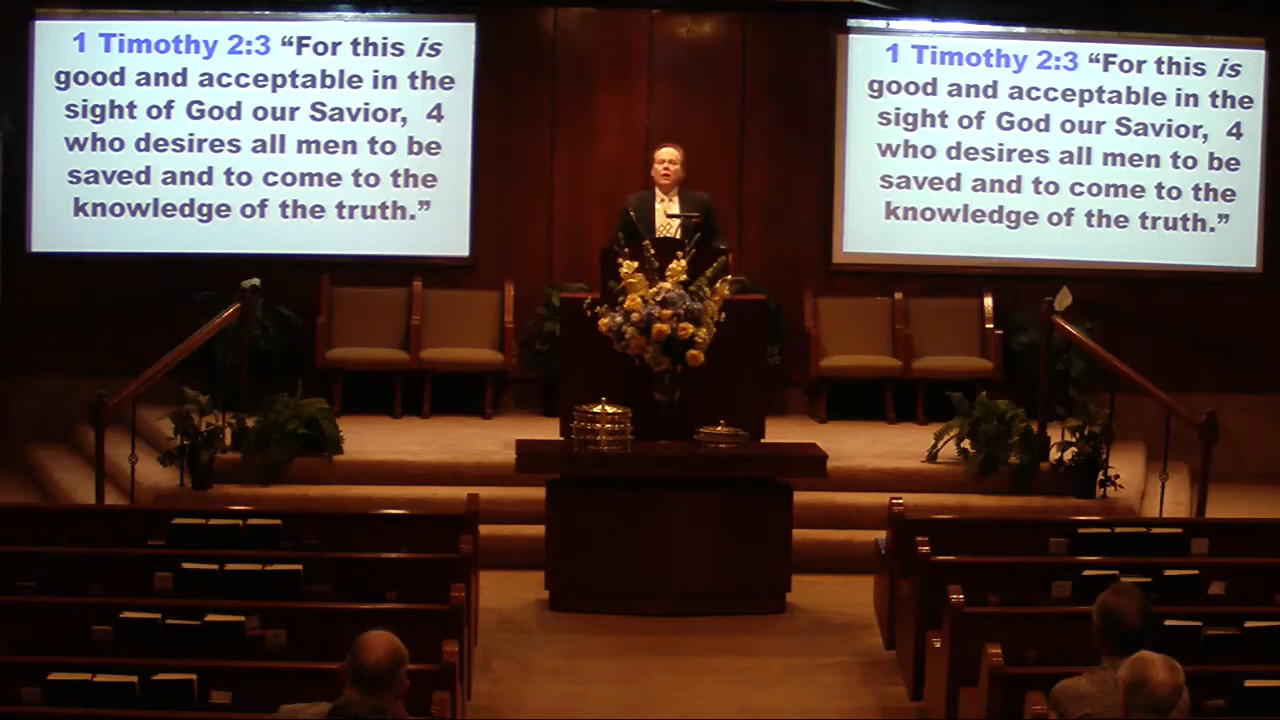 1 Timothy 2:3 “For this is
good and acceptable in the
sight of God our Savior, 4
who desires all men to be
saved and to come to the
knowledge of the truth.”
1 Timothy 2:3 “For this is
good and acceptable in the
sight of God our Savior, 4
who desires all men to be
saved and to come to the
knowledge of the truth.”